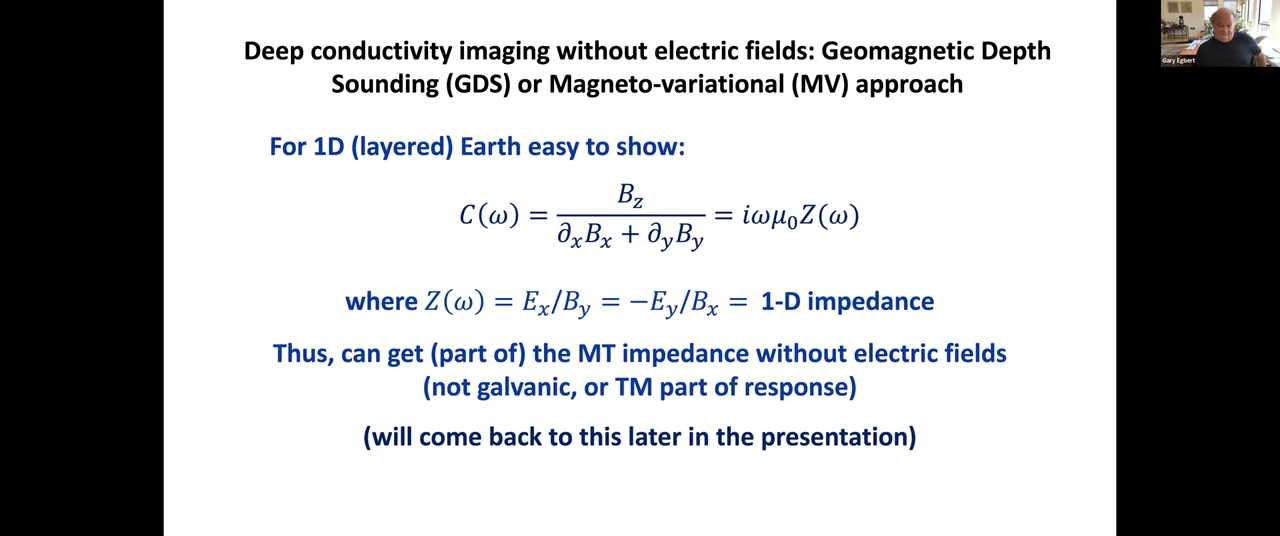 Deep conductivity imaging without electric fields: Geomagnetic Depth
Sounding (GDS) or Magneto-variational (MV) approach
For 1D (layered) Earth easy to show:
C(ω) = B_z / (∂_x B_x + ∂_y B_y) = iωμ_0 Z(ω)
where Z(ω) = E_x/B_y = −E_y/B_x = 1-D impedance
Thus, can get (part of) the MT impedance without electric fields
(not galvanic, or TM part of response)
(will come back to this later in the presentation)
Gary Egbert